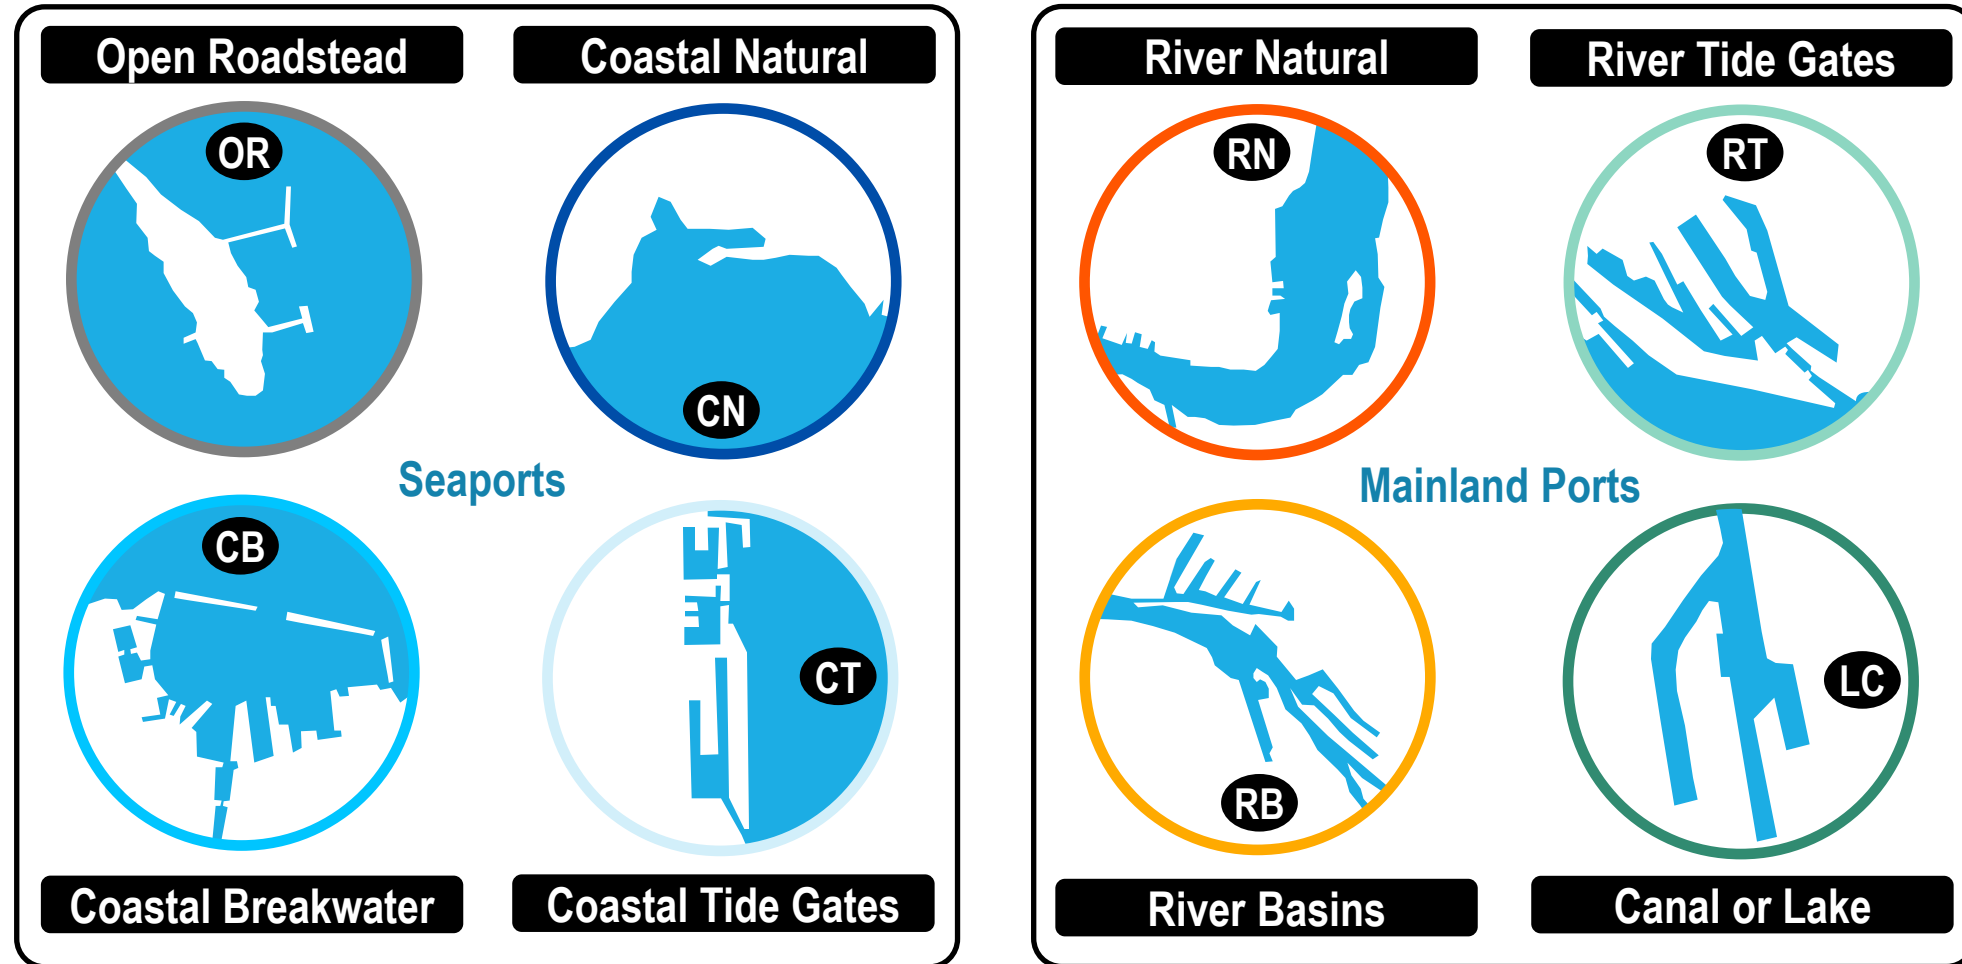 Open Roadstead
Coastal Natural
OR
CN
Seaports
CB
CT
Coastal Breakwater
Coastal Tide Gates
River Natural
River Tide Gates
RN
RT
Mainland Ports
LC
RB
River Basins
Canal or Lake